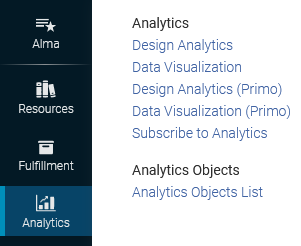 Alma
Resources
Fulfillment
Analytics
Analytics
Design Analytics
Data Visualization
Design Analytics (Primo)
Data Visualization (Primo)
Subscribe to Analytics
Analytics Objects
Analytics Objects List